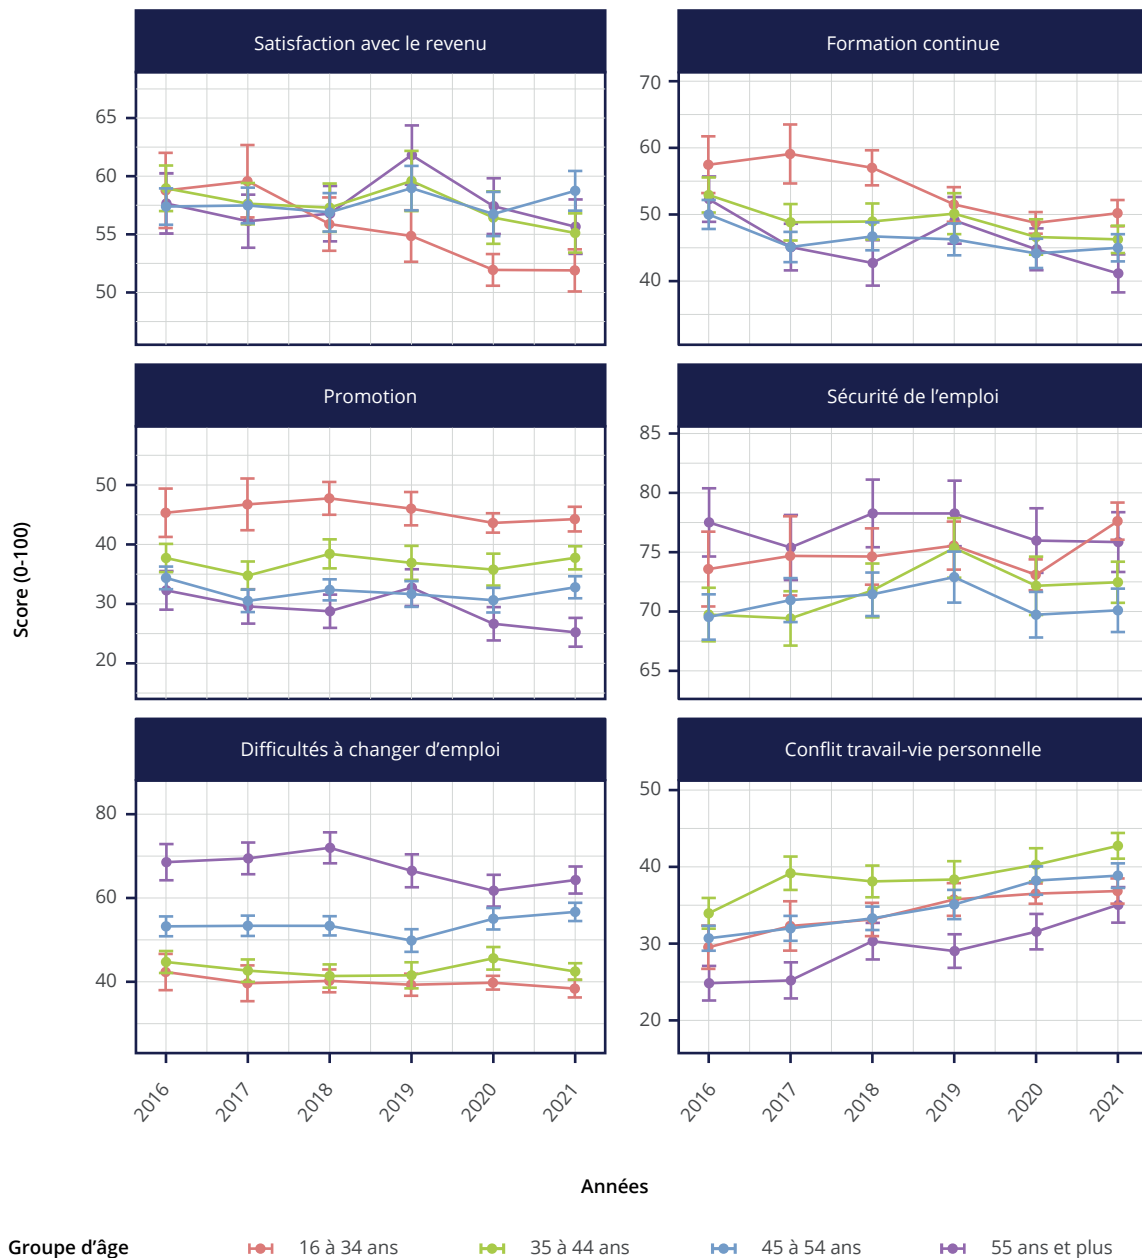 Satisfaction avec le revenu
Formation continue
65
60
55
50
70
60
50
40
Promotion
Sécurité de l'emploi
50
40
30
20
85
80
75
70
65
Score (0-100)
Difficultés à changer d'emploi
Conflit travail-vie personnelle
80
60
40
50
40
30
20
2016 2017 2018 2019 2020 2021
2016 2017 2018 2019 2020 2021
Années
Groupe d'âge 16 à 34 ans 35 à 44 ans 45 à 54 ans 55 ans et plus